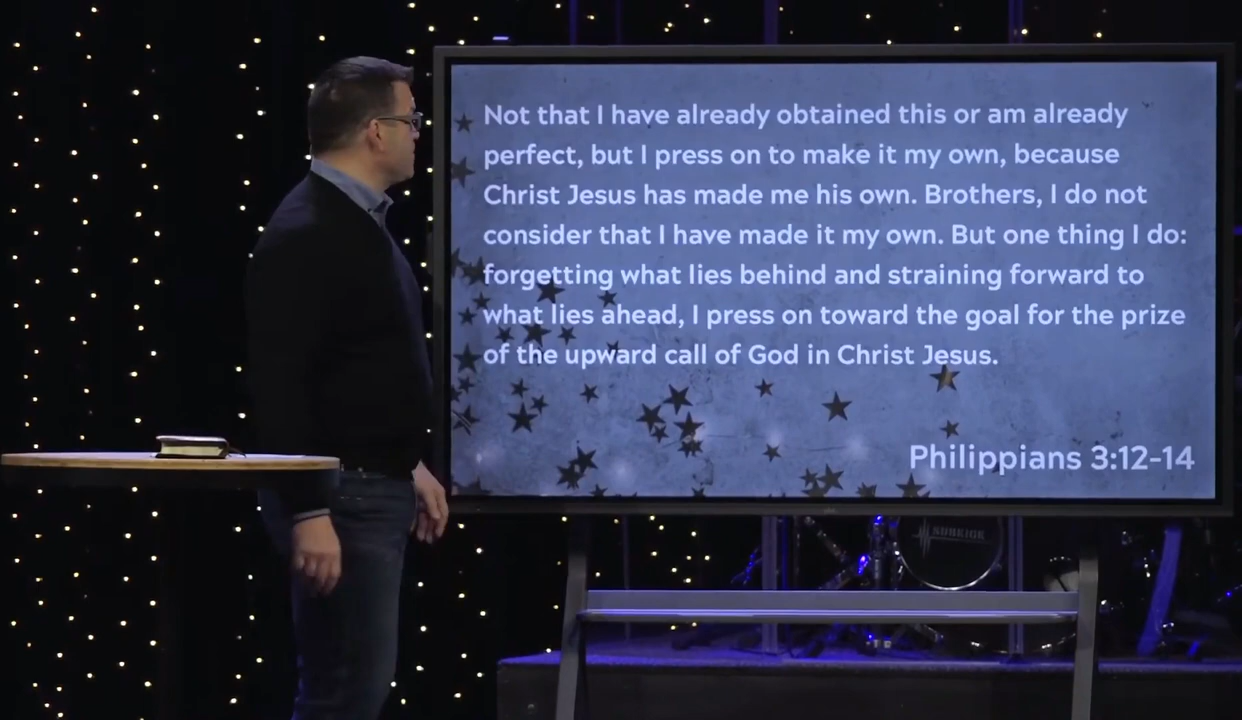 Not that I have already obtained this or am already
perfect, but I press on to make it my own, because
Christ Jesus has made me his own. Brothers, I do not
consider that I have made it my own. But one thing I do:
forgetting what lies behind and straining forward to
what lies ahead, I press on toward the goal for the prize
of the upward call of God in Christ Jesus.
Philippians 3:12-14